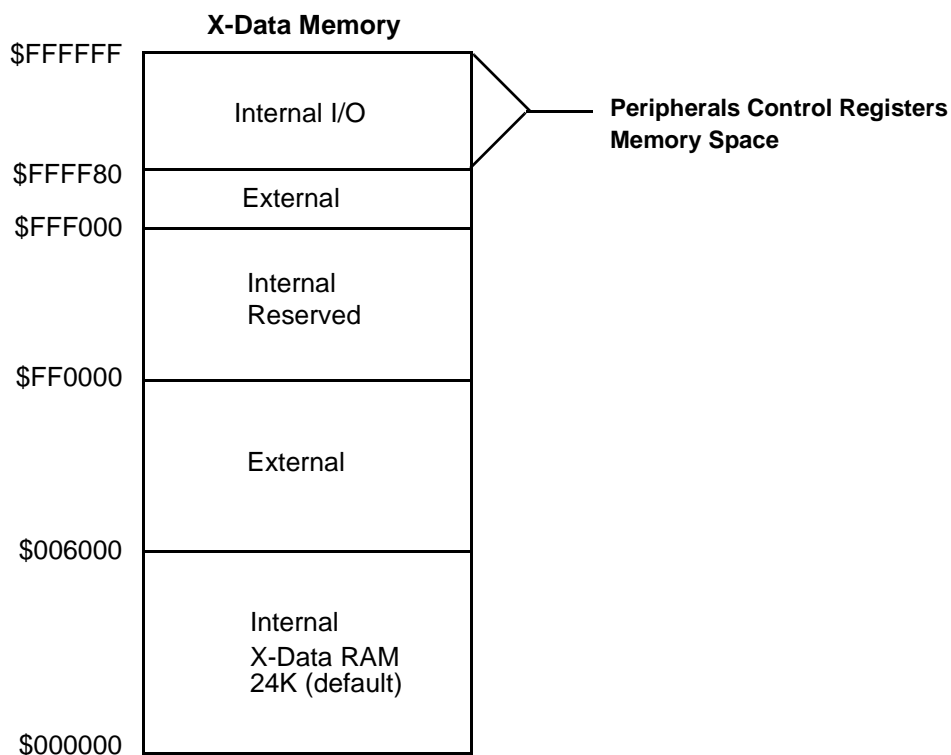 X-Data Memory
$FFFFFF
Internal I/O
Peripherals Control Registers
Memory Space
$FFFF80
External
$FFF000
Internal
Reserved
$FF0000
External
$006000
Internal
X-Data RAM
24K (default)
$000000